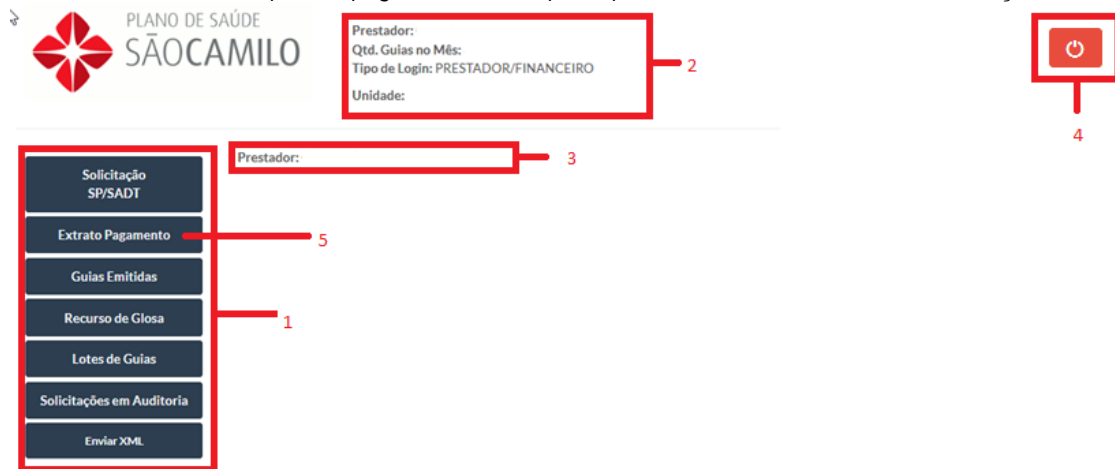 PLANO DE SAÚDE
SÃOCAMILO
Prestador:
Qtd. Guias no Mês:
Tipo de Login: PRESTADOR/FINANCEIRO
Unidade:
2
4
Prestador:
3
Solicitação
SP/SADT
Extrato Pagamento
5
Guias Emitidas
Recurso de Glosa
1
Lotes de Guias
Solicitações em Auditoria
Enviar XML